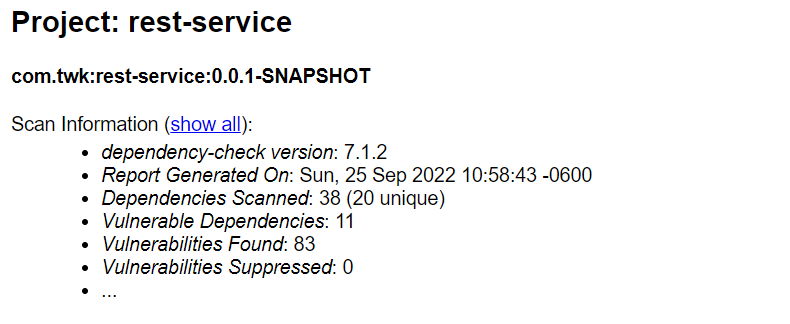 Project: rest-service
com.twk:rest-service:0.0.1-SNAPSHOT
Scan Information (show all):
• dependency-check version: 7.1.2
• Report Generated On: Sun, 25 Sep 2022 10:58:43 -0600
• Dependencies Scanned: 38 (20 unique)
• Vulnerable Dependencies: 11
• Vulnerabilities Found: 83
• Vulnerabilities Suppressed: 0
• ...